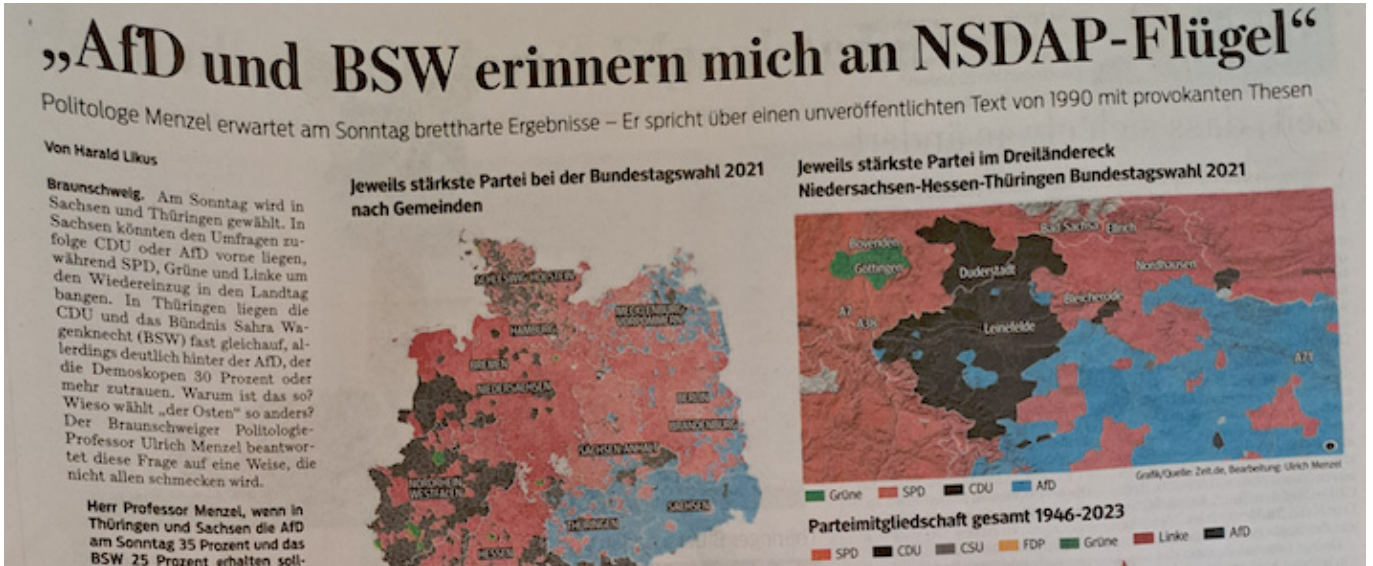 „AfD und BSW erinnern mich an NSDAP-Flügel“
Politologe Menzel erwartet am Sonntag brettharte Ergebnisse – Er spricht über einen unveröffentlichten Text von 1990 mit provokanten Thesen
Von Harald Likus
Braunschweig. Am Sonntag wird in
Sachsen und Thüringen gewählt. In
Sachsen könnten den Umfragen zu-
folge CDU oder AfD vorne liegen,
während SPD, Grüne und Linke um
den Wiedereinzug in den Landtag
bangen. In Thüringen liegen die
CDU und das Bündnis Sahra Wa-
genknecht (BSW) fast gleichauf, al-
lerdings deutlich hinter der AfD, der
die Demoskopen 30 Prozent oder
mehr zutrauen. Warum ist das so?
Wieso wählt „der Osten“ so anders?
Der Braunschweiger Politologie-
Professor Ulrich Menzel beantwor-
tet diese Frage auf eine Weise, die
nicht allen schmecken wird.
Herr Professor Menzel, wenn in
Thüringen und Sachsen die AfD
am Sonntag 35 Prozent und das
BSW 25 Prozent erhalten soll-
Jeweils stärkste Partei bei der Bundestagswahl 2021
nach Gemeinden
SCHLESWIG-HOLSTEIN
MECKLENBURG-
VORPOMMERN
HAMBURG
BREMEN
NIEDERSACHSEN
BERLIN
BRANDENBURG
SACHSEN-ANHALT
NORDRHEIN-
WESTFALEN
SACHSEN
THÜRINGEN
HESSEN
Jeweils stärkste Partei im Dreiländereck
Niedersachsen-Hessen-Thüringen Bundestagswahl 2021
Bad Sachsa Ellrich
Bovenden
Göttingen
Duderstadt
Nordhausen
Bleicherode
A7
A38
Leinefelde
A71
Grafik/Quelle: Zeit.de, Bearbeitung: Ulrich Menzel
Grüne SPD CDU AfD
Parteimitgliedschaft gesamt 1946-2023
SPD CDU CSU FDP Grüne Linke AfD